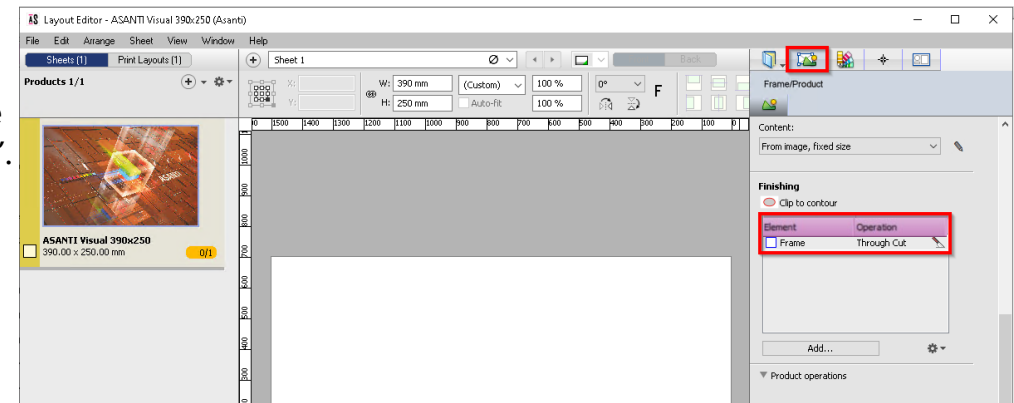 Layout Editor - ASANTI Visual 390x250 (Asanti)
File Edit Arrange Sheet View Window Help
Sheets (1) Print Layouts (1) Sheet 1 Back
Products 1/1
X: W: 390 mm (Custom) 100 % 0° F
Y: H: 250 mm Auto-fit 100 %
Frame/Product
1500 1400 1300 1200 1100 1000 900 800 700 600 500 400 300 200 100 0
Content:
From image, fixed size
Finishing
Clip to contour
Element Operation
Frame Through Cut
ASANTI
ASANTI Visual 390x250
390.00 x 250.00 mm 0/1
1000
900
800
700
600
500
400
300
Add...
Product operations